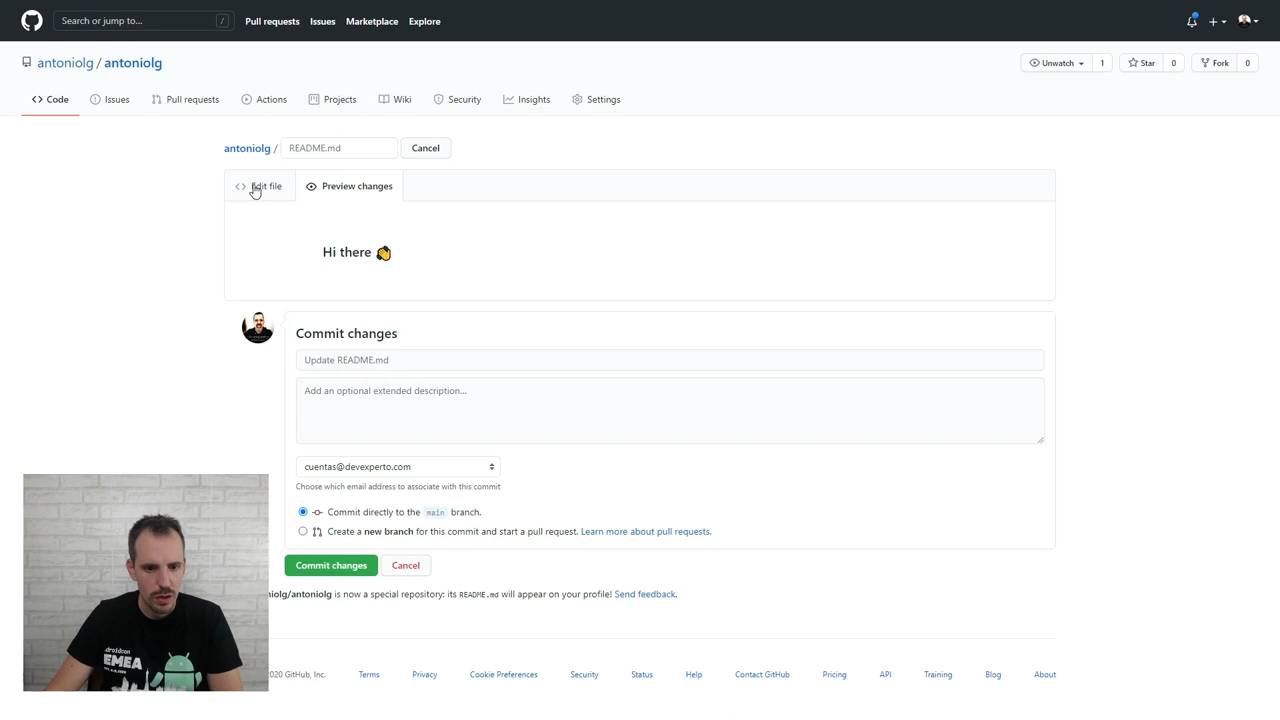 Search or jump to... /
Pull requests Issues Marketplace Explore
antoniolg / antoniolg
Unwatch 1 Star 0 Fork 0
Code Issues Pull requests Actions Projects Wiki Security Insights Settings
antoniolg / README.md Cancel
Edit file Preview changes
Hi there 👋
Commit changes
Update README.md
Add an optional extended description...
cuentas@devexperto.com
Choose which email address to associate with this commit
Commit directly to the main branch.
Create a new branch for this commit and start a pull request. Learn more about pull requests.
Commit changes Cancel
is now a special repository: its README.md will appear on your profile! Send feedback.
2020 GitHub, Inc. Terms Privacy Cookie Preferences Security Status Help Contact GitHub Pricing API Training Blog About
droidcon
EMEA